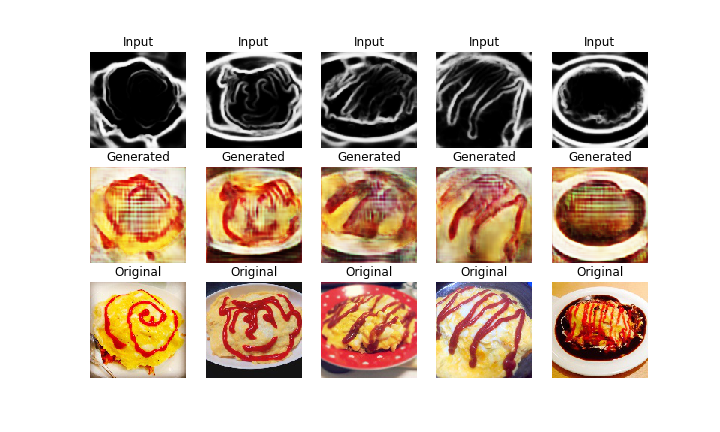 Input Input Input Input Input
Generated Generated Generated Generated Generated
Original Original Original Original Original